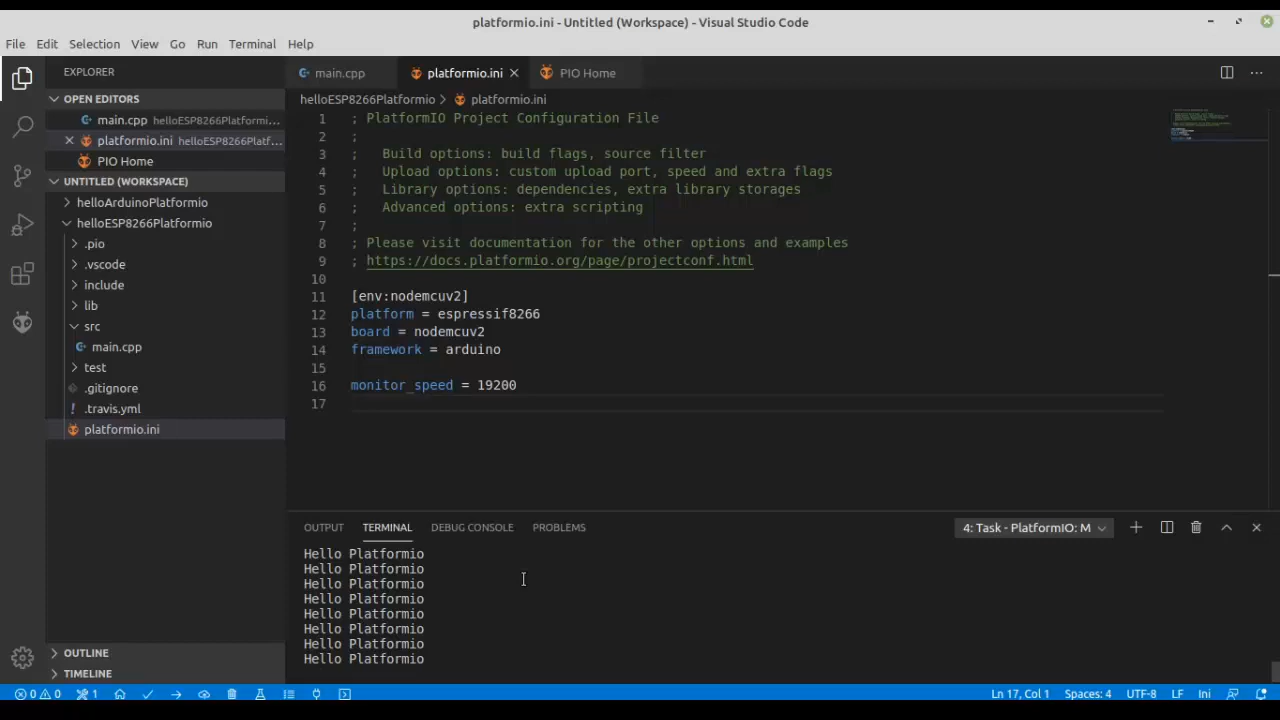 platformio.ini - Untitled (Workspace) - Visual Studio Code
File Edit Selection View Go Run Terminal Help
EXPLORER
main.cpp platformio.ini PIO Home
OPEN EDITORS
main.cpp helloESP8266Platformi...
platformio.ini helloESP8266Platf...
PIO Home
UNTITLED (WORKSPACE)
helloArduinoPlatformio
helloESP8266Platformio
.pio
.vscode
include
lib
src
main.cpp
test
.gitignore
.travis.yml
platformio.ini
OUTLINE
TIMELINE
helloESP8266Platformio > platformio.ini
1 ; PlatformIO Project Configuration File
2 ;
3 ; Build options: build flags, source filter
4 ; Upload options: custom upload port, speed and extra flags
5 ; Library options: dependencies, extra library storages
6 ; Advanced options: extra scripting
7 ;
8 ; Please visit documentation for the other options and examples
9 ; https://docs.platformio.org/page/projectconf.html
10
11 [env:nodemcuv2]
12 platform = espressif8266
13 board = nodemcuv2
14 framework = arduino
15
16 monitor_speed = 19200
17
OUTPUT TERMINAL DEBUG CONSOLE PROBLEMS 4: Task - PlatformIO: M
Hello Platformio
Hello Platformio
Hello Platformio
Hello Platformio
Hello Platformio
Hello Platformio
Hello Platformio
Hello Platformio
0 0 1 Ln 17, Col 1 Spaces: 4 UTF-8 LF Ini